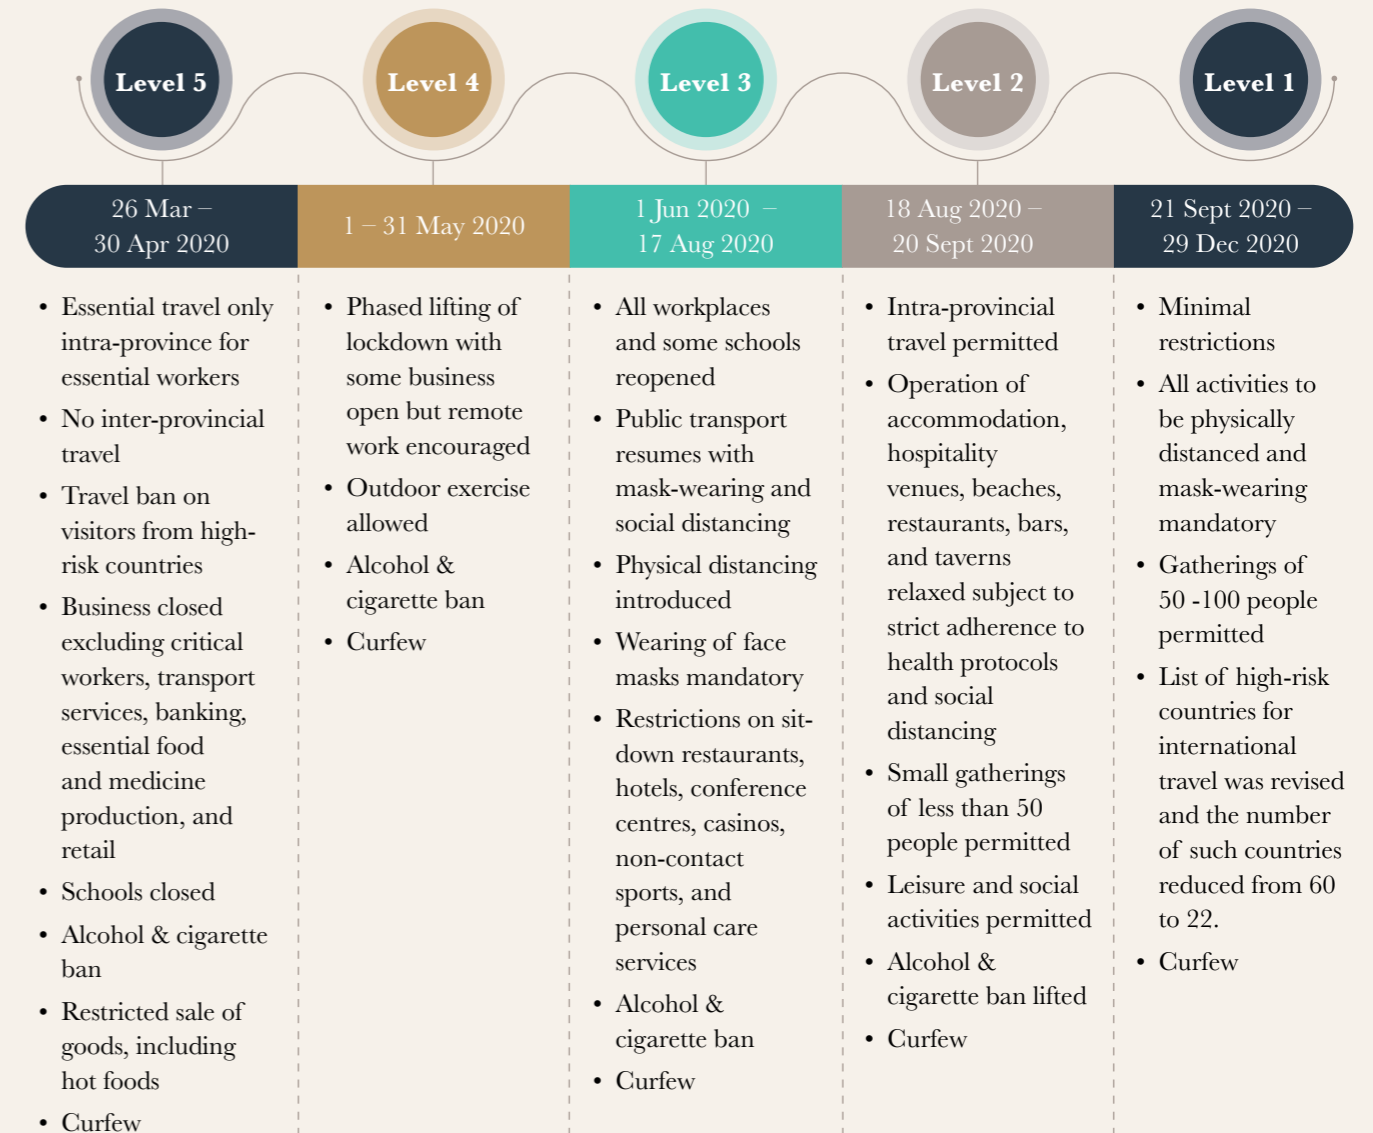 Level 5
Level 4
Level 3
Level 2
Level 1
26 Mar –
30 Apr 2020
1 – 31 May 2020
1 Jun 2020 –
17 Aug 2020
18 Aug 2020 –
20 Sept 2020
21 Sept 2020 –
29 Dec 2020
• Essential travel only
intra-province for
essential workers
• No inter-provincial
travel
• Travel ban on
visitors from high-
risk countries
• Business closed
excluding critical
workers, transport
services, banking,
essential food
and medicine
production, and
retail
• Schools closed
• Alcohol & cigarette
ban
• Restricted sale of
goods, including
hot foods
• Curfew
• Phased lifting of
lockdown with
some business
open but remote
work encouraged
• Outdoor exercise
allowed
• Alcohol &
cigarette ban
• Curfew
• All workplaces
and some schools
reopened
• Public transport
resumes with
mask-wearing and
social distancing
• Physical distancing
introduced
• Wearing of face
masks mandatory
• Restrictions on sit-
down restaurants,
hotels, conference
centres, casinos,
non-contact
sports, and
personal care
services
• Alcohol &
cigarette ban
• Curfew
• Intra-provincial
travel permitted
• Operation of
accommodation,
hospitality
venues, beaches,
restaurants, bars,
and taverns
relaxed subject to
strict adherence to
health protocols
and social
distancing
• Small gatherings
of less than 50
people permitted
• Leisure and social
activities permitted
• Alcohol &
cigarette ban lifted
• Curfew
• Minimal
restrictions
• All activities to
be physically
distanced and
mask-wearing
mandatory
• Gatherings of
50 -100 people
permitted
• List of high-risk
countries for
international
travel was revised
and the number
of such countries
reduced from 60
to 22.
• Curfew